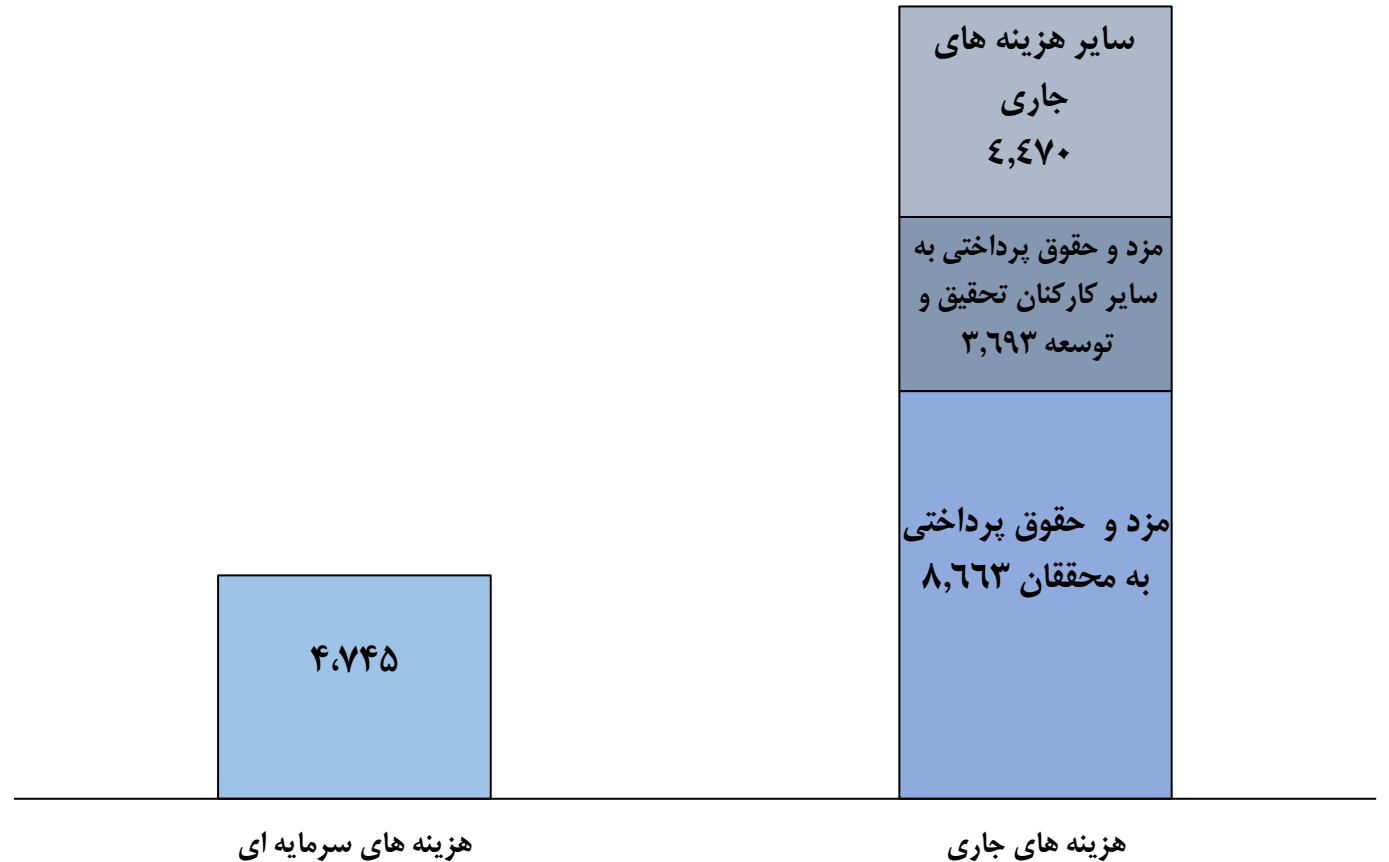 سایر هزینه های
جاری
٤,٤٧٠
مزد و حقوق پرداختی به
سایر کارکنان تحقیق و
توسعه ٣,٦٩٣
مزد و  حقوق پرداختی
به محققان ٨,٦٦٣
۴،۷۴۵
هزینه های جاری
هزینه های سرمایه ای